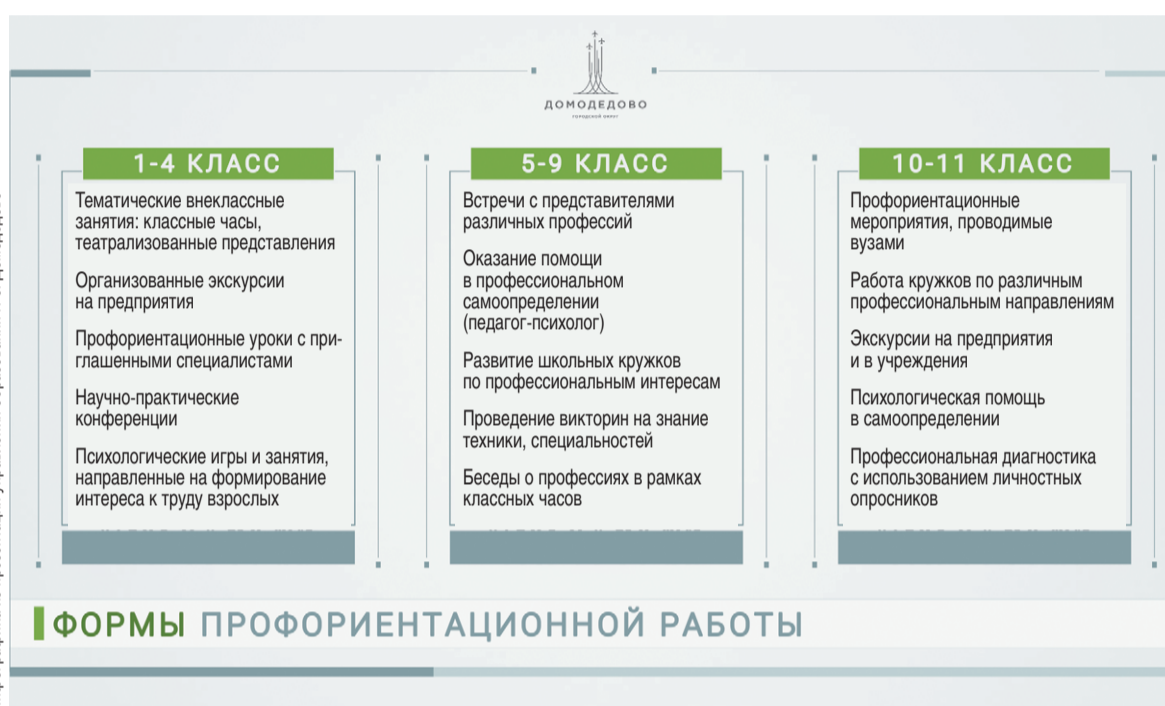 ДОМОДЕДОВО
городской округ
1-4 КЛАСС
Тематические внеклассные
занятия: классные часы,
театрализованные представления
Организованные экскурсии
на предприятия
Профориентационные уроки с при-
глашенными специалистами
Научно-практические
конференции
Психологические игры и занятия,
направленные на формирование
интереса к труду взрослых
5-9 КЛАСС
Встречи с представителями
различных профессий
Оказание помощи
в профессиональном
самоопределении
(педагог-психолог)
Развитие школьных кружков
по профессиональным интересам
Проведение викторин на знание
техники, специальностей
Беседы о профессиях в рамках
классных часов
10-11 КЛАСС
Профориентационные
мероприятия, проводимые
вузами
Работа кружков по различным
профессиональным направлениям
Экскурсии на предприятия
и в учреждения
Психологическая помощь
в самоопределении
Профессиональная диагностика
с использованием личностных
опросников
ФОРМЫ ПРОФОРИЕНТАЦИОННОЙ РАБОТЫ